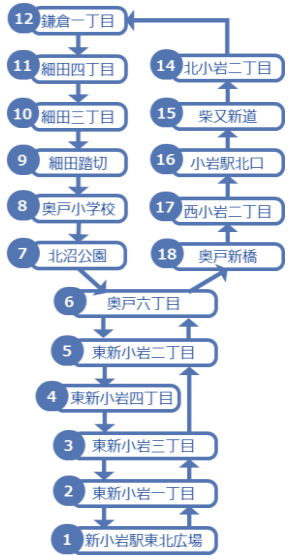 12 鎌倉一丁目
11 細田四丁目
14 北小岩二丁目
10 細田三丁目
15 柴又新道
9 細田踏切
16 小岩駅北口
8 奥戸小学校
17 西小岩二丁目
7 北沼公園
18 奥戸新橋
6 奥戸六丁目
5 東新小岩二丁目
4 東新小岩四丁目
3 東新小岩三丁目
2 東新小岩一丁目
1 新小岩駅東北広場